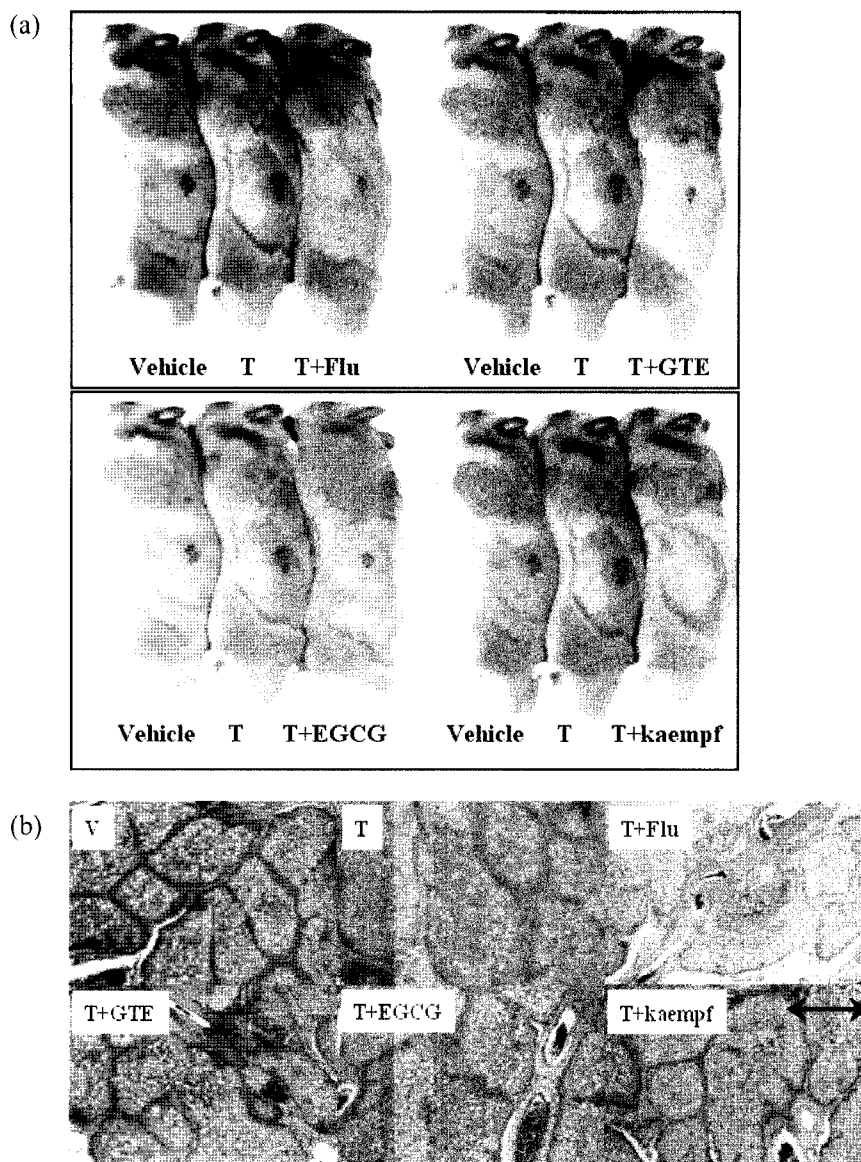 (a)
Vehicle T T+Flu
Vehicle T T+GTE
Vehicle T T+EGCG
Vehicle T T+kaempf
(b)
V
T
T+Flu
T+GTE
T+EGCG
T+kaempf